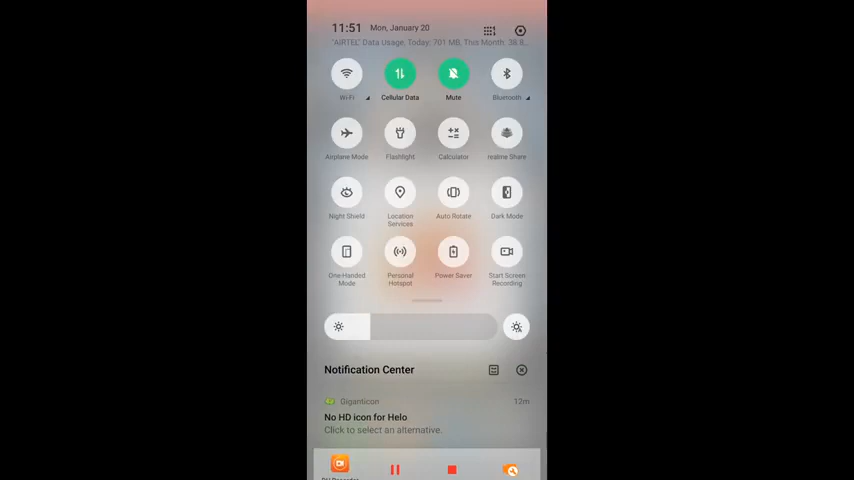 11:51 Mon, January 20
"AIRTEL" Data Usage, Today: 701 MB, This Month: 38.8...
Wi-Fi Cellular Data Mute Bluetooth
Airplane Mode Flashlight Calculator realme Share
Night Shield Location Services Auto Rotate Dark Mode
One-Handed Mode Personal Hotspot Power Saver Start Screen Recording
Notification Center
Giganticon 12m
No HD icon for Helo
Click to select an alternative.